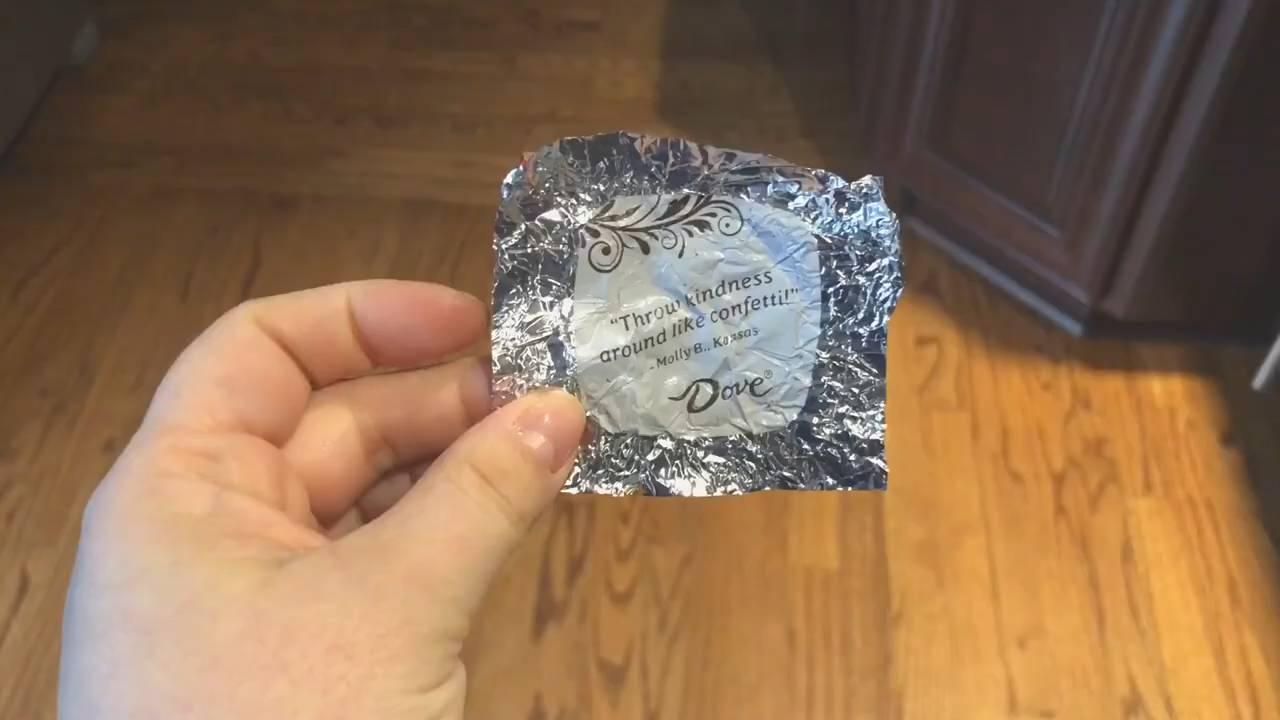 “Throw kindness
around like confetti!”
-Molly B., Kansas
Dove®